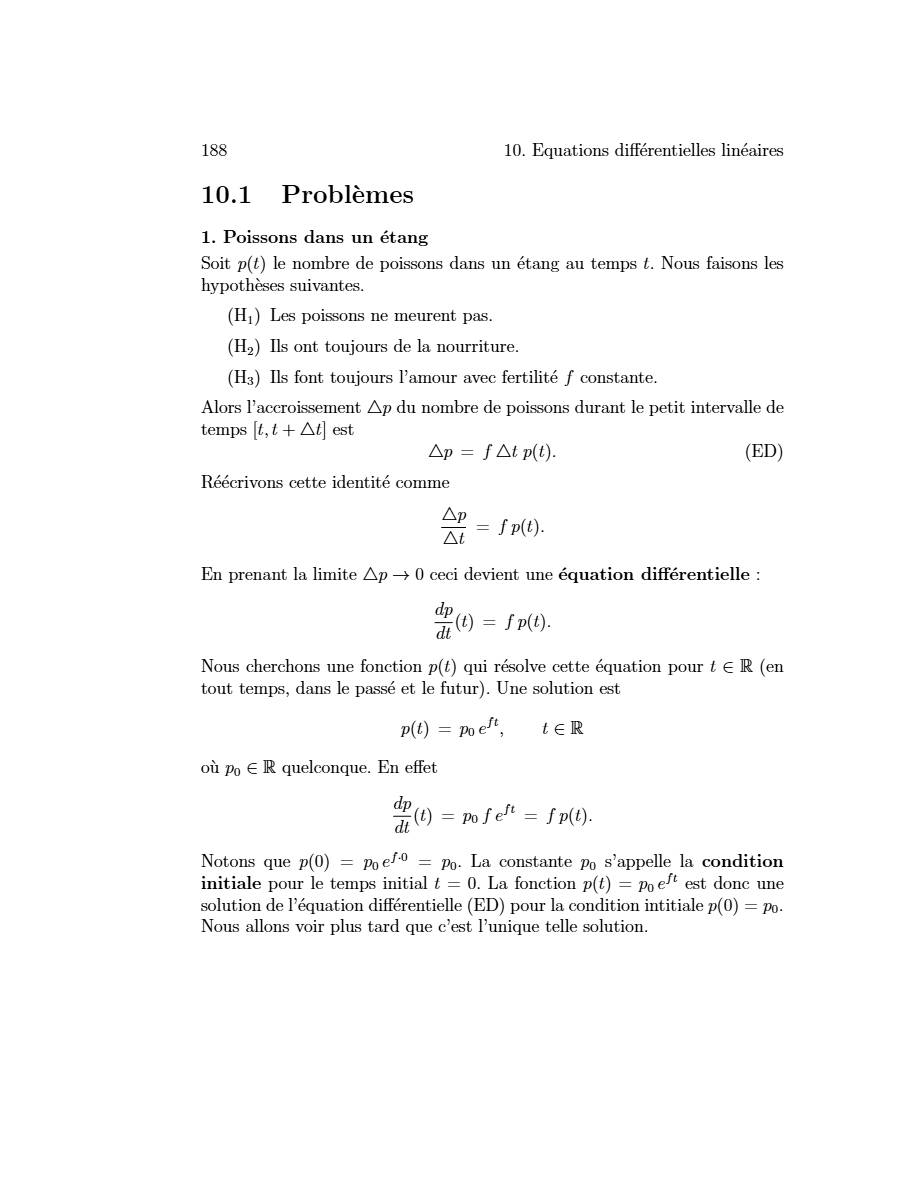 188 10. Equations différentielles linéaires
10.1 Problèmes
1. Poissons dans un étang
Soit p(t) le nombre de poissons dans un étang au temps t. Nous faisons les
hypothèses suivantes.
(H₁) Les poissons ne meurent pas.
(H₂) Ils ont toujours de la nourriture.
(H₃) Ils font toujours l'amour avec fertilité f constante.
Alors l'accroissement △p du nombre de poissons durant le petit intervalle de
temps [t, t + △t] est
△p = f △t p(t). (ED)
Réécrivons cette identité comme
△p/△t = f p(t).
En prenant la limite △p → 0 ceci devient une équation différentielle :
dp/dt (t) = f p(t).
Nous cherchons une fonction p(t) qui résolve cette équation pour t ∈ ℝ (en
tout temps, dans le passé et le futur). Une solution est
p(t) = p₀ e^{ft}, t ∈ ℝ
où p₀ ∈ ℝ quelconque. En effet
dp/dt (t) = p₀ f e^{ft} = f p(t).
Notons que p(0) = p₀ e^{f·0} = p₀. La constante p₀ s'appelle la condition
initiale pour le temps initial t = 0. La fonction p(t) = p₀ e^{ft} est donc une
solution de l'équation différentielle (ED) pour la condition intitiale p(0) = p₀.
Nous allons voir plus tard que c'est l'unique telle solution.